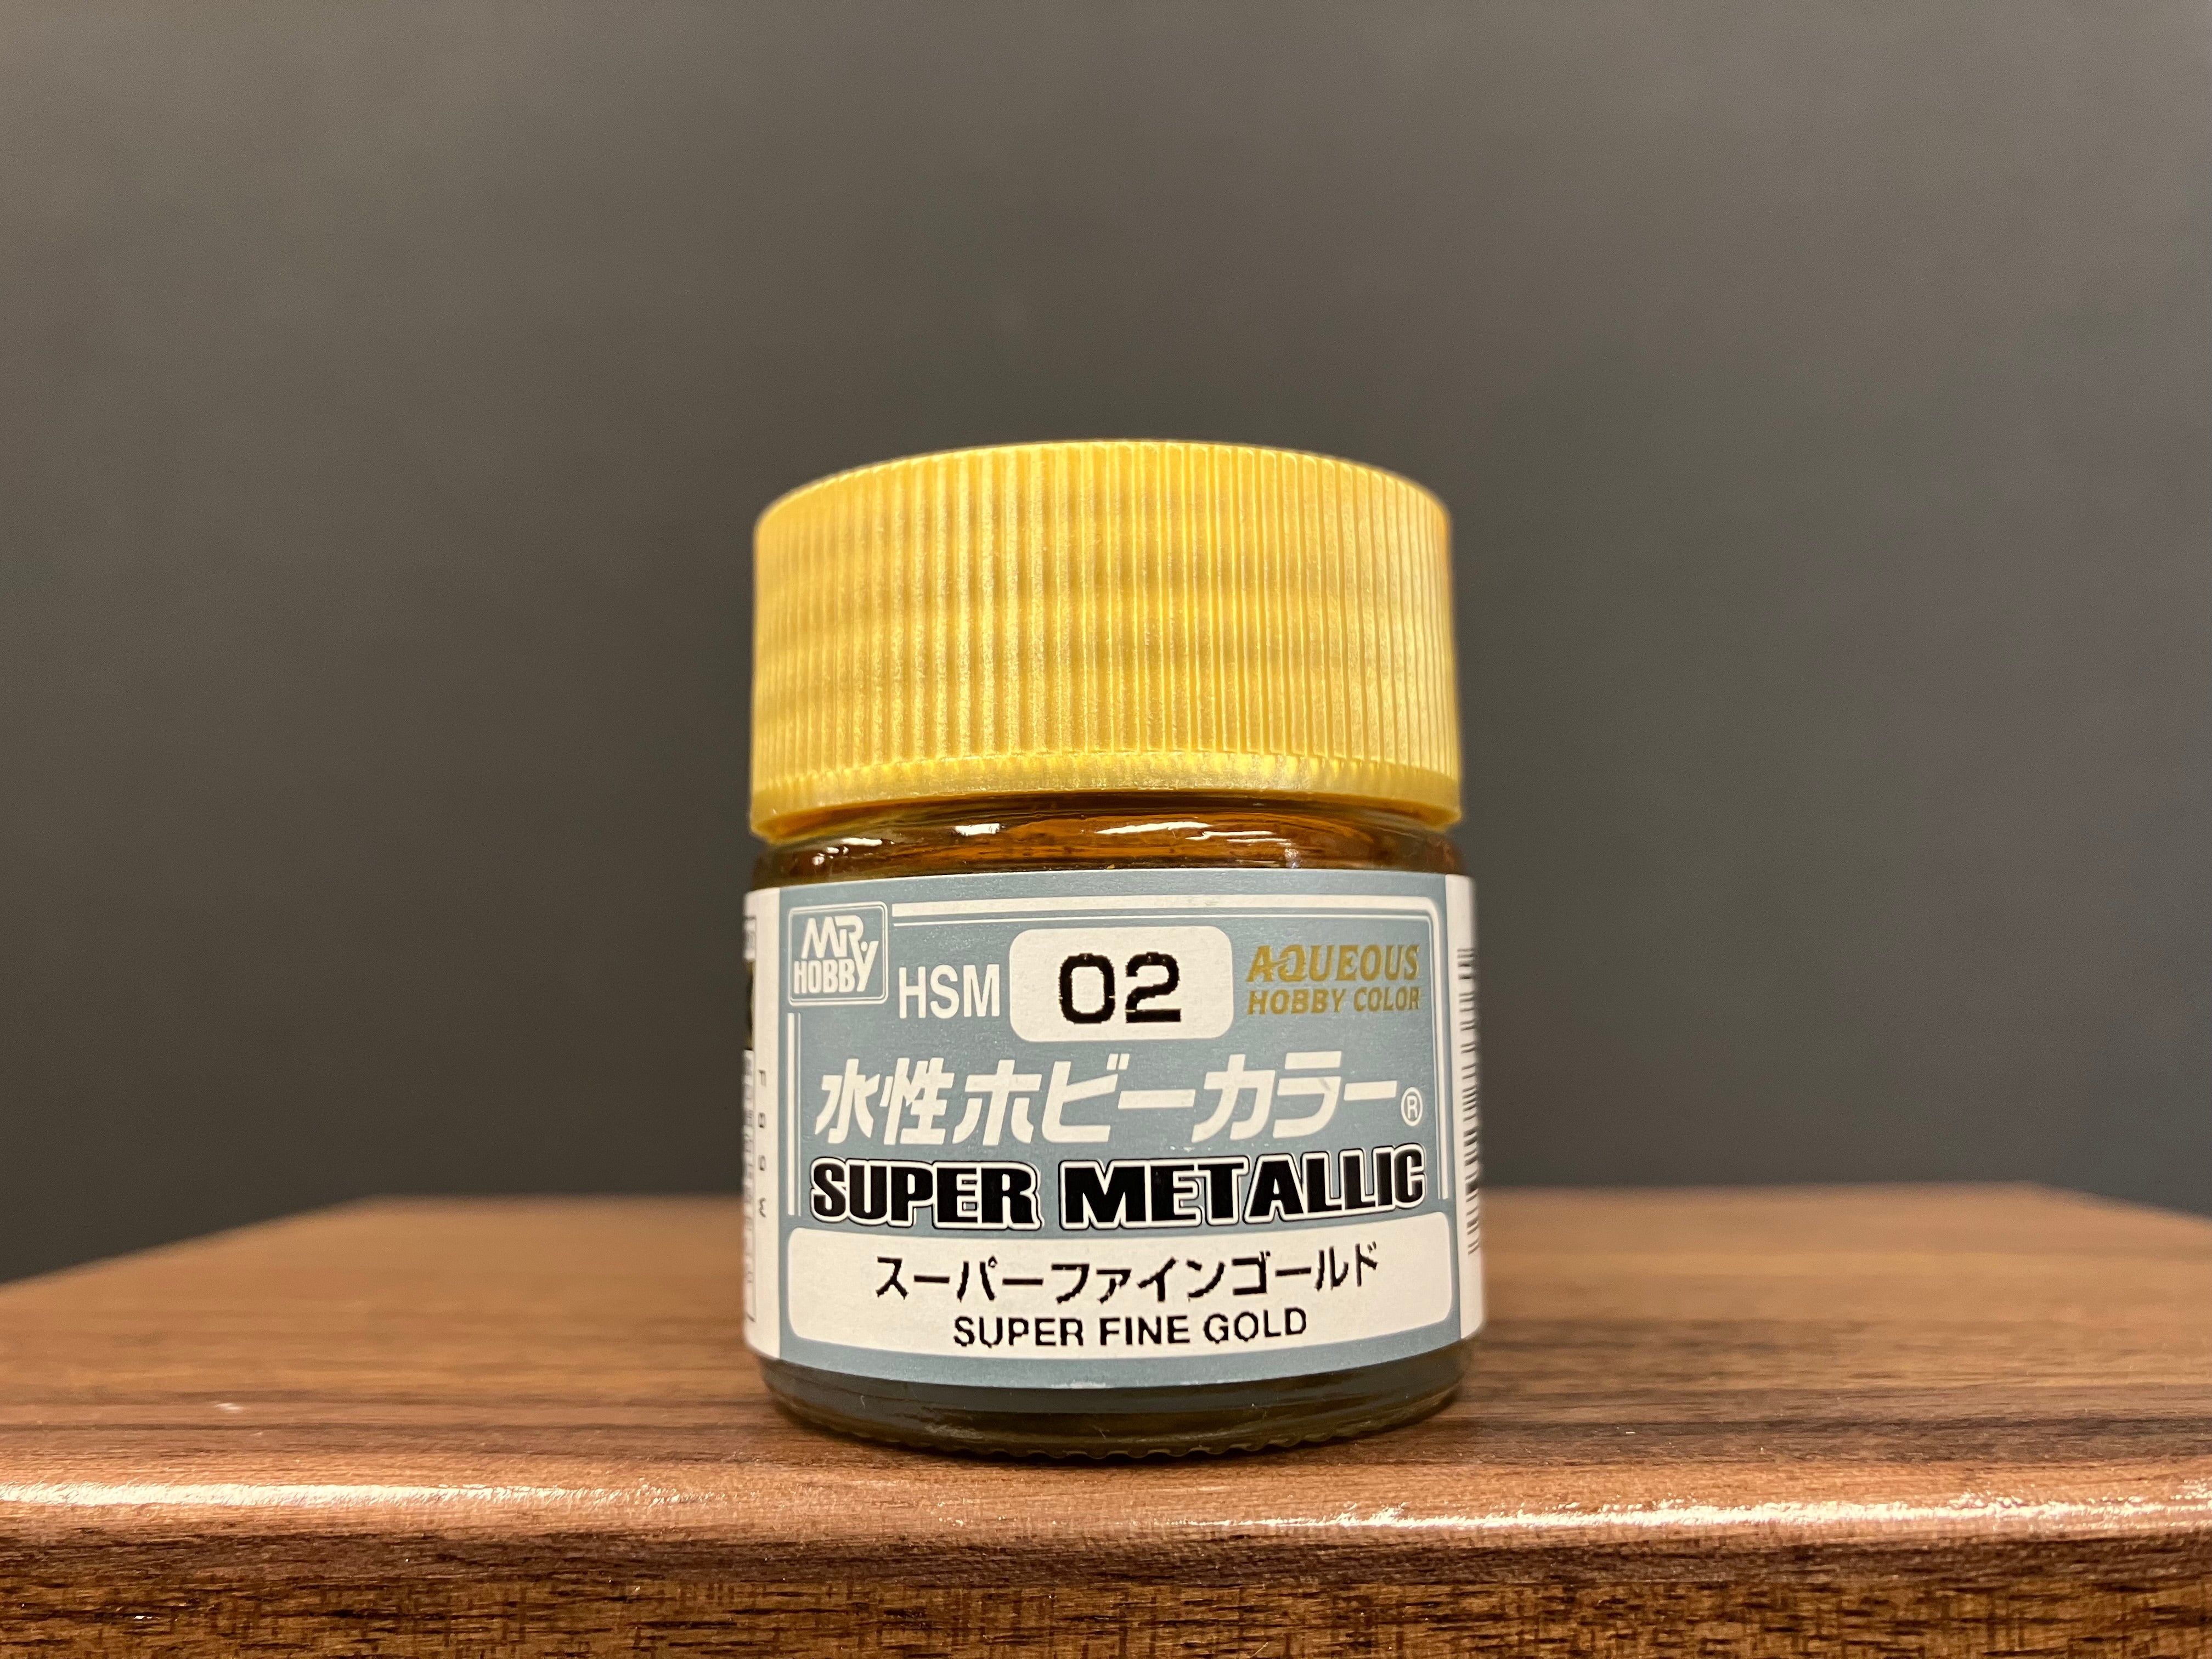 MR. HOBBY
HSM 02
AQUEOUS
HOBBY COLOR
水性ホビーカラー®
SUPER METALLIC
スーパーファインゴールド
SUPER FINE GOLD